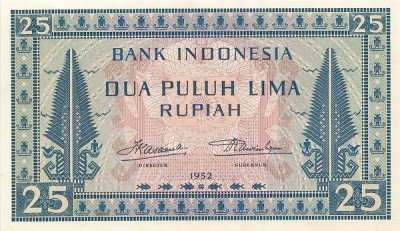 25 25
BANK INDONESIA
DUA PULUH LIMA
RUPIAH
DIREKTUR GUBERNUR
1952
25 25